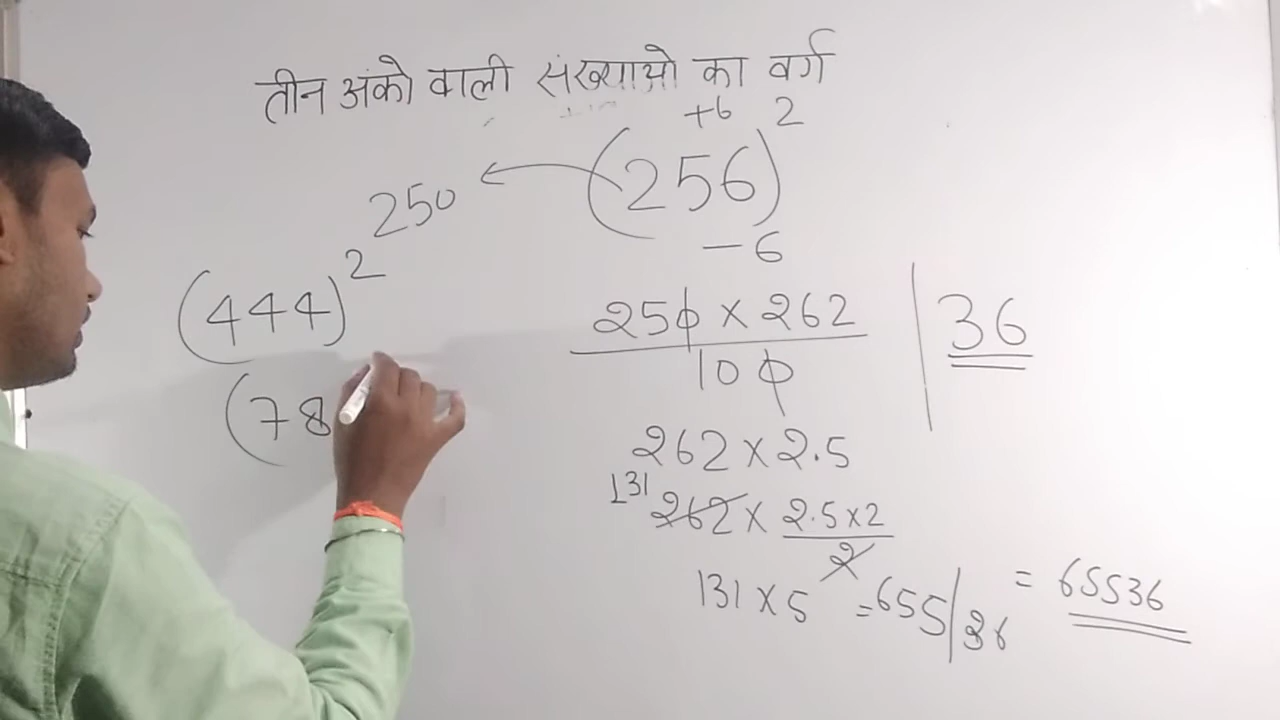 तीन अंको वाली संख्याओ का वर्ग
+6 2
(256)
250
- 6
(444)²
250 x 262 | 36
100
(78
262 x 2.5
131
262 x 2.5 x 2
2
131 x 5 = 655/36 = 65536